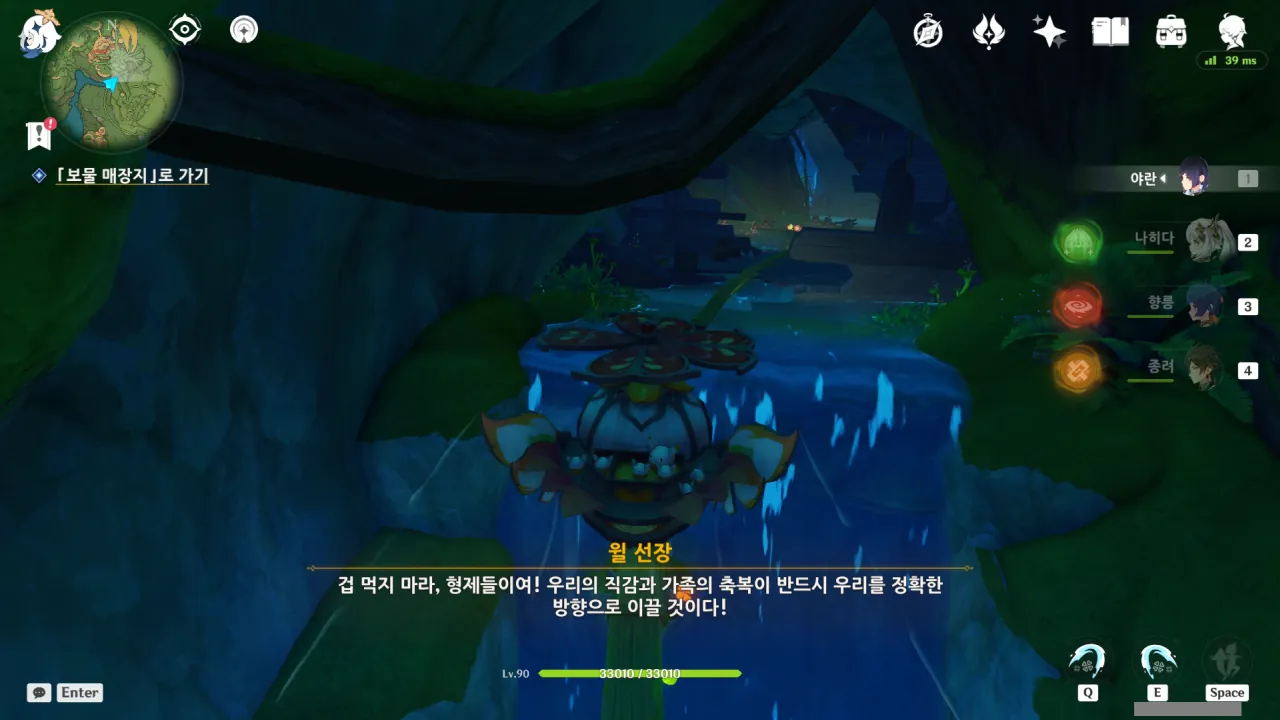 N
39 ms
「보물 매장지」로 가기
야란
1
나히다
2
향릉
3
종려
4
윌 선장
겁 먹지 마라, 형제들이여! 우리의 직감과 가족의 축복이 반드시 우리를 정확한
방향으로 이끌 것이다!
Lv.90
33010 / 33010
Enter
Q
E
Space